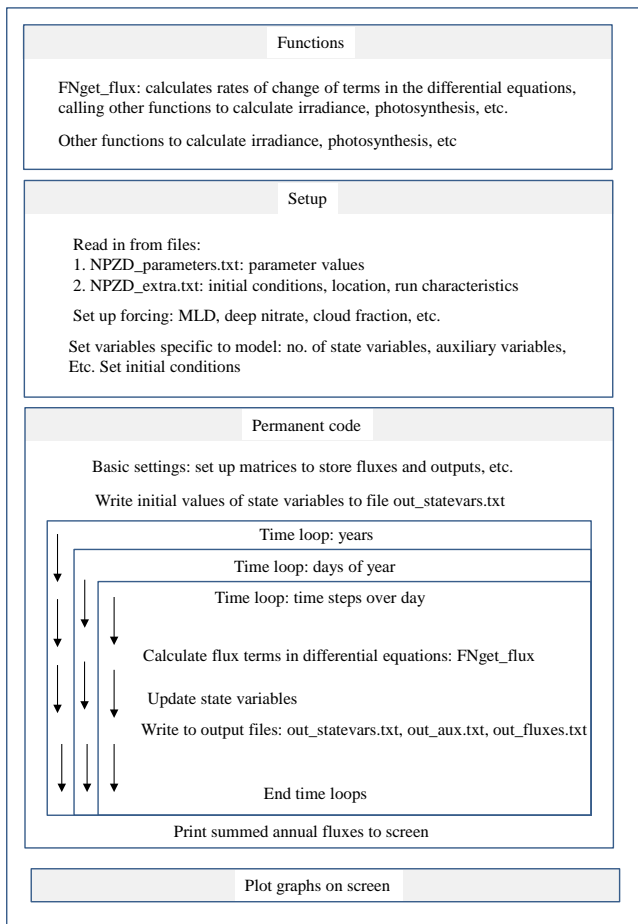 Functions
FNget_flux: calculates rates of change of terms in the differential equations,
calling other functions to calculate irradiance, photosynthesis, etc.
Other functions to calculate irradiance, photosynthesis, etc
Setup
Read in from files:
1. NPZD_parameters.txt: parameter values
2. NPZD_extra.txt: initial conditions, location, run characteristics
Set up forcing: MLD, deep nitrate, cloud fraction, etc.
Set variables specific to model: no. of state variables, auxiliary variables,
Etc. Set initial conditions
Permanent code
Basic settings: set up matrices to store fluxes and outputs, etc.
Write initial values of state variables to file out_statevars.txt
Time loop: years
Time loop: days of year
Time loop: time steps over day
Calculate flux terms in differential equations: FNget_flux
Update state variables
Write to output files: out_statevars.txt, out_aux.txt, out_fluxes.txt
End time loops
Print summed annual fluxes to screen
Plot graphs on screen